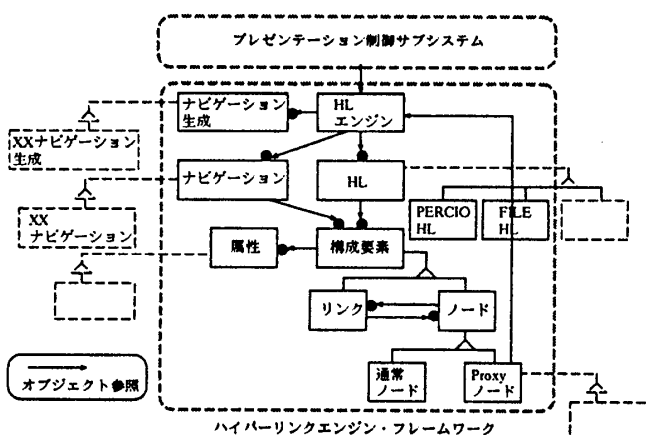 プレゼンテーション制御サブシステム
ナビゲーション
生成
HL
エンジン
XXナビゲーション
生成
ナビゲーション
HL
XX
ナビゲーション
PERCIO
HL
FILE
HL
属性
構成要素
リンク
ノード
通常
ノード
Proxy
ノード
オブジェクト参照
ハイパーリンクエンジン・フレームワーク